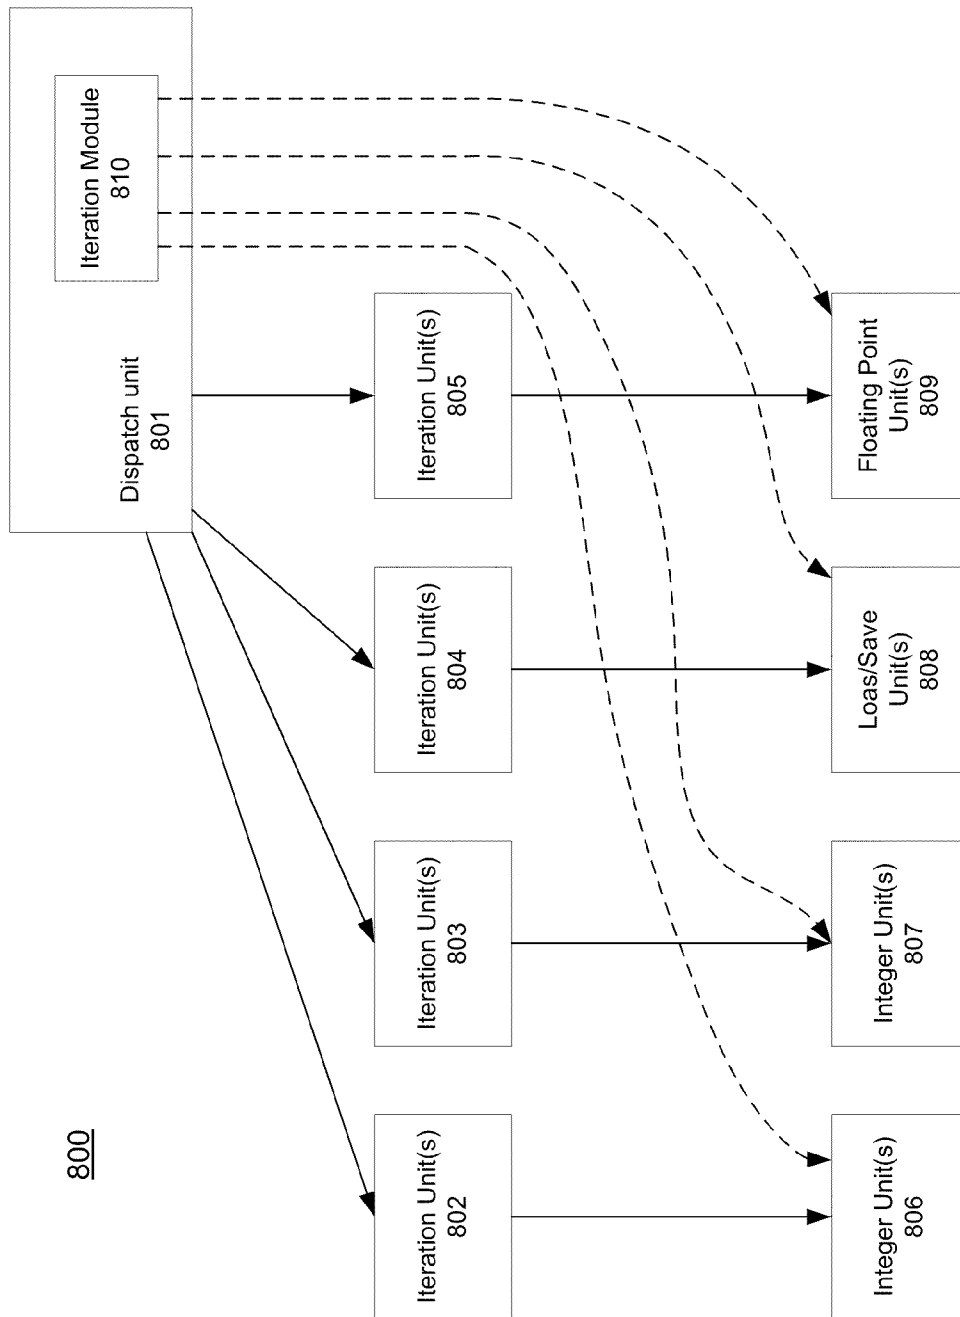 800
Dispatch unit
801
Iteration Module
810
Iteration Unit(s)
802
Iteration Unit(s)
803
Iteration Unit(s)
804
Iteration Unit(s)
805
Integer Unit(s)
806
Integer Unit(s)
807
Loas/Save
Unit(s)
808
Floating Point
Unit(s)
809